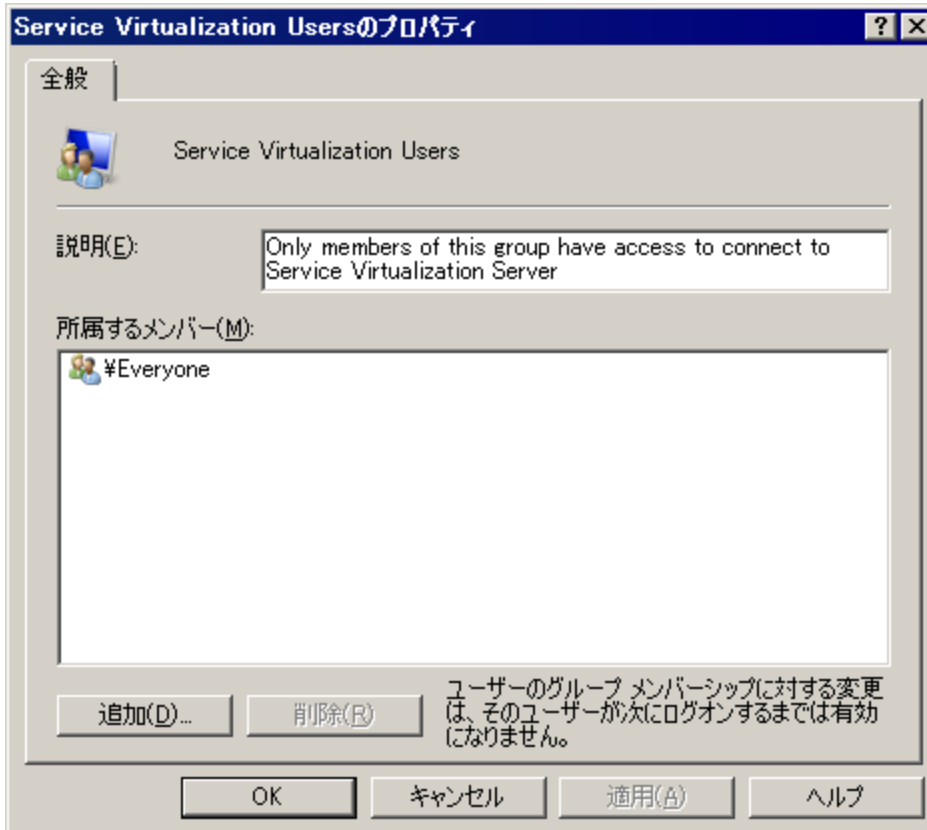 Service Virtualization Usersのプロパティ
全般
Service Virtualization Users
説明(E):
Only members of this group have access to connect to
Service Virtualization Server
所属するメンバー(M):
¥Everyone
追加(D)...
削除(R)
ユーザーのグループ メンバーシップに対する変更
は、そのユーザーが次にログオンするまでは有効
になりません。
OK
キャンセル
適用(A)
ヘルプ